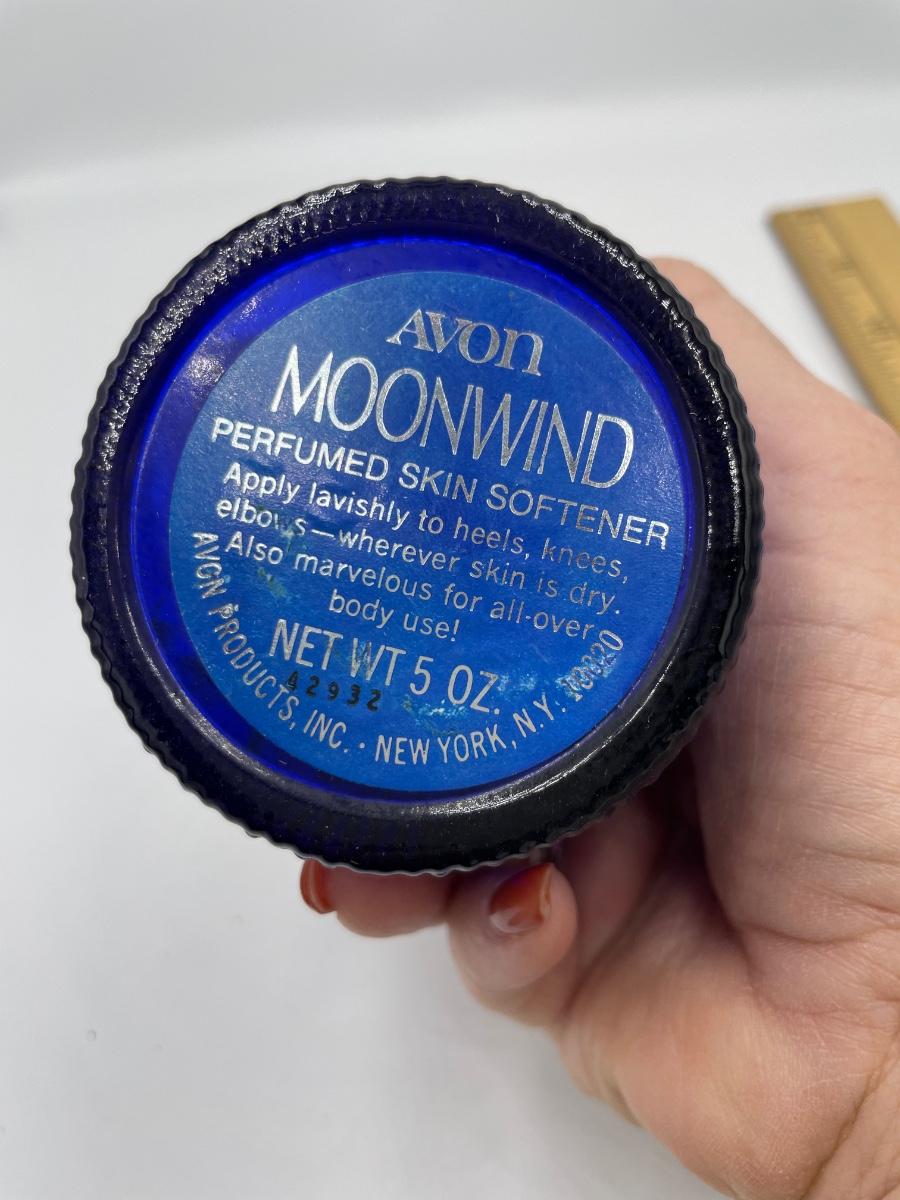 AVON
MOONWIND
PERFUMED SKIN SOFTENER
Apply lavishly to heels, knees,
elbows—wherever skin is dry.
Also marvelous for all-over
body use!
NET WT 5 OZ.
42932
AVON PRODUCTS, INC. · NEW YORK, N.Y. 10020